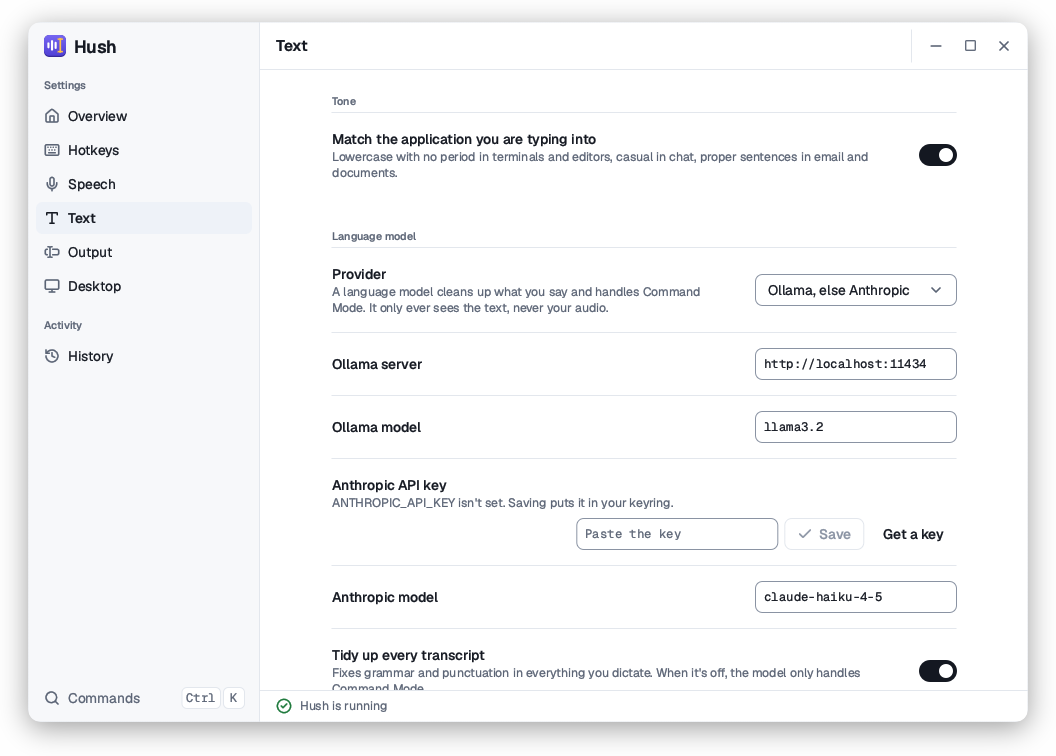 Hush
Settings
Overview
Hotkeys
Speech
Text
Output
Desktop
Activity
History
Commands Ctrl K
Text
Tone
Match the application you are typing into
Lowercase with no period in terminals and editors, casual in chat, proper sentences in email and
documents.
Language model
Provider
A language model cleans up what you say and handles Command
Mode. It only ever sees the text, never your audio.
Ollama, else Anthropic
Ollama server
http://localhost:11434
Ollama model
llama3.2
Anthropic API key
ANTHROPIC_API_KEY isn't set. Saving puts it in your keyring.
Paste the key
Save
Get a key
Anthropic model
claude-haiku-4-5
Tidy up every transcript
Fixes grammar and punctuation in everything you dictate. When it's off, the model only handles
Command Mode.
Hush is running